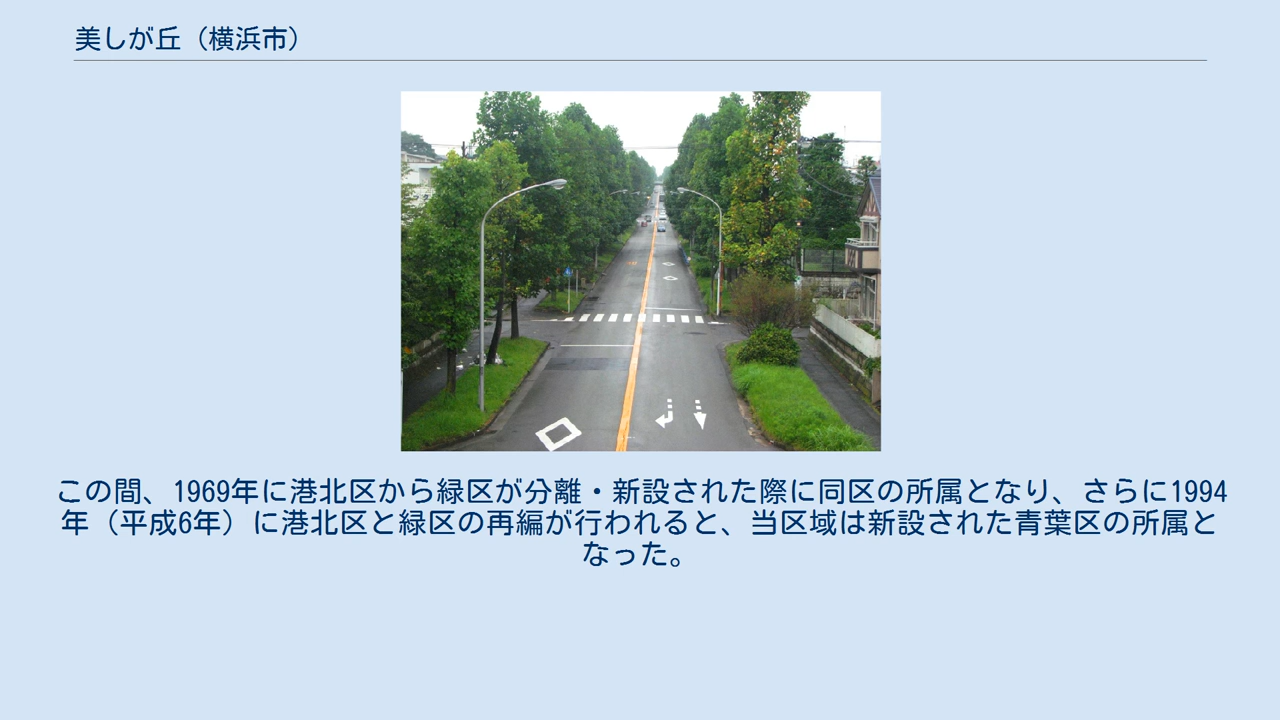 美しが丘（横浜市）
この間、1969年に港北区から緑区が分離・新設された際に同区の所属となり、さらに1994
年（平成6年）に港北区と緑区の再編が行われると、当区域は新設された青葉区の所属と
なった。